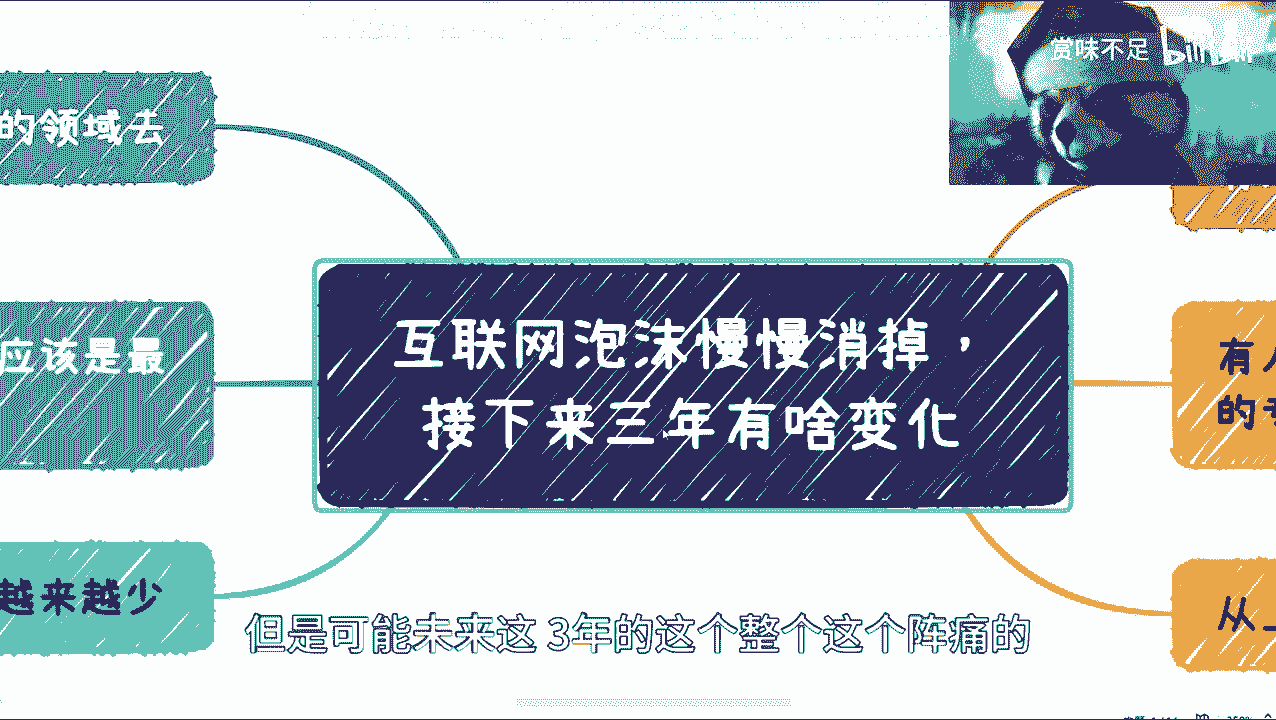 赏味不足 bilibili
的领域去
互联网泡沫慢慢消掉，
接下来三年有啥变化
应该是最
有
的
越来越少
从
但是可能未来这 3年的这个整个这个阵痛的